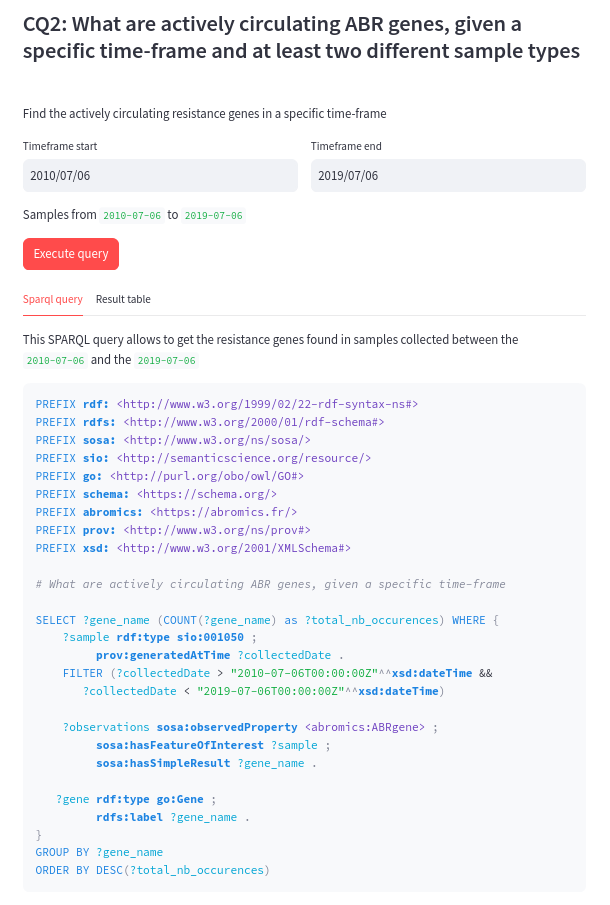 CQ2: What are actively circulating ABR genes, given a
specific time-frame and at least two different sample types
Find the actively circulating resistance genes in a specific time-frame
Timeframe start
Timeframe end
2010/07/06
2019/07/06
Samples from 2010-07-06 to 2019-07-06
Execute query
Sparql query
Result table
This SPARQL query allows to get the resistance genes found in samples collected between the
2010-07-06 and the 2019-07-06
PREFIX rdf: <http://www.w3.org/1999/02/22-rdf-syntax-ns#>
PREFIX rdfs: <http://www.w3.org/2000/01/rdf-schema#>
PREFIX sosa: <http://www.w3.org/ns/sosa/>
PREFIX sio: <http://semanticscience.org/resource/>
PREFIX go: <http://purl.org/obo/owl/GO#>
PREFIX schema: <https://schema.org/>
PREFIX abromics: <https://abromics.fr/>
PREFIX prov: <http://www.w3.org/ns/prov#>
PREFIX xsd: <http://www.w3.org/2001/XMLSchema#>
# What are actively circulating ABR genes, given a specific time-frame
SELECT ?gene_name (COUNT(?gene_name) as ?total_nb_occurences) WHERE {
?sample rdf:type sio:001050 ;
prov:generatedAtTime ?collectedDate .
FILTER (?collectedDate > "2010-07-06T00:00:00Z"^^xsd:dateTime &&
?collectedDate < "2019-07-06T00:00:00Z"^^xsd:dateTime)
?observations sosa:observedProperty <abromics:ABRgene> ;
sosa:hasFeatureOfInterest ?sample ;
sosa:hasSimpleResult ?gene_name .
?gene rdf:type go:Gene ;
rdfs:label ?gene_name .
}
GROUP BY ?gene_name
ORDER BY DESC(?total_nb_occurences)